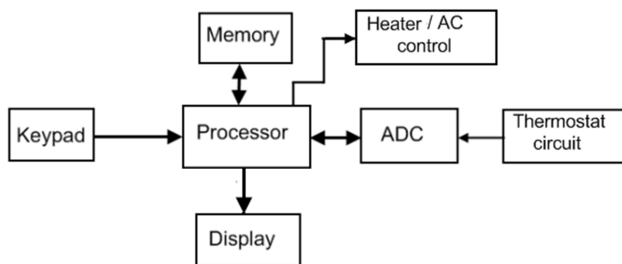 Memory
Heater / AC
control
Keypad
Processor
ADC
Thermostat
circuit
Display